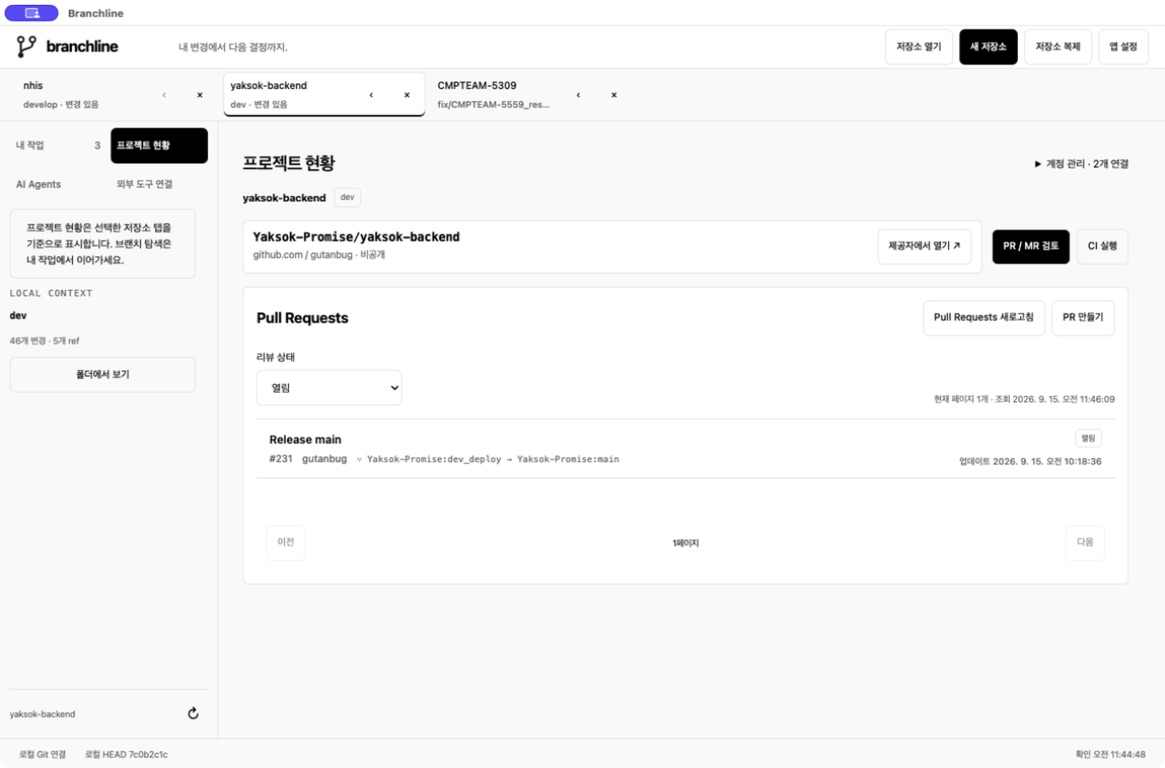 Branchline
branchline
내 변경에서 다음 결정까지.
저장소 열기
새 저장소
저장소 복제
앱 설정
nhis
develop · 변경 있음
‹
×
yaksok-backend
dev · 변경 있음
‹
×
CMPTEAM-5309
fix/CMPTEAM-5559_res...
‹
×
내 작업 3
프로젝트 현황
AI Agents
외부 도구 연결
프로젝트 현황은 선택한 저장소 탭을
기준으로 표시합니다. 브랜치 탐색은
내 작업에서 이어가세요.
LOCAL CONTEXT
dev
46개 변경 · 5개 ref
폴더에서 보기
yaksok-backend
프로젝트 현황
▶ 계정 관리 · 2개 연결
yaksok-backend dev
Yaksok-Promise/yaksok-backend
github.com / gutanbug · 비공개
제공자에서 열기 ↗
PR / MR 검토
CI 실행
Pull Requests
Pull Requests 새로고침
PR 만들기
리뷰 상태
열림
현재 페이지 1개 · 조회 2026. 9. 15. 오전 11:46:09
Release main
열림
#231 gutanbug Yaksok-Promise:dev_deploy → Yaksok-Promise:main
업데이트 2026. 9. 15. 오전 10:18:36
이전
1페이지
다음
로컬 Git 연결
로컬 HEAD 7c0b2c1c
확인 오전 11:44:48